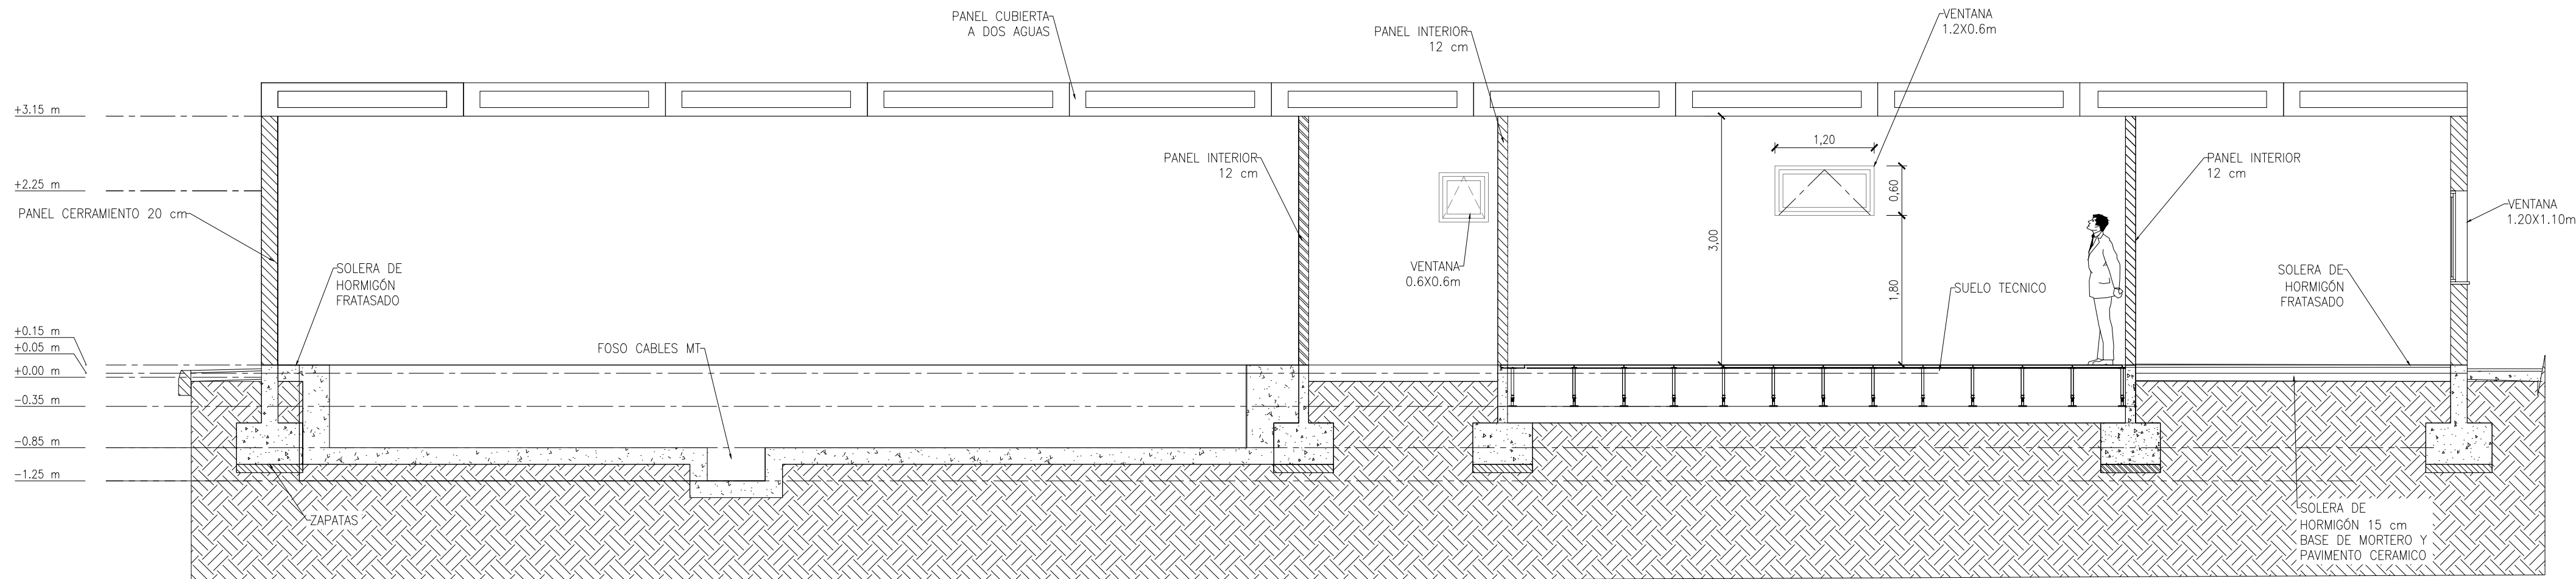 PANEL CUBIERTA
A DOS AGUAS
PANEL INTERIOR
12 cm
VENTANA
1.2X0.6m
+3.15 m
+2.25 m
PANEL CERRAMIENTO 20 cm
PANEL INTERIOR
12 cm
1,20
0,60
PANEL INTERIOR
12 cm
VENTANA
1.20X1.10m
3,00
VENTANA
0.6X0.6m
1,80
SOLERA DE
HORMIGÓN
FRATASADO
SUELO TECNICO
SOLERA DE
HORMIGÓN
FRATASADO
+0.15 m
+0.05 m
+0.00 m
FOSO CABLES MT
-0.35 m
-0.85 m
-1.25 m
ZAPATAS
SOLERA DE
HORMIGÓN 15 cm
BASE DE MORTERO Y
PAVIMENTO CERAMICO